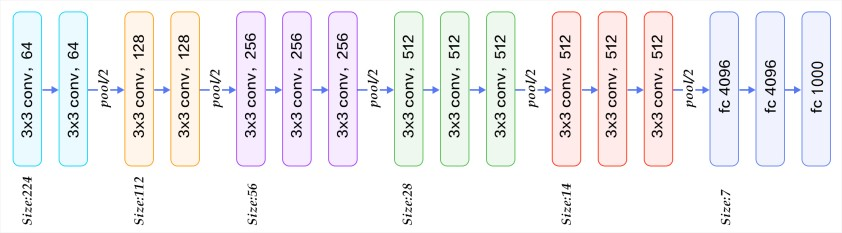 3x3 conv, 64
3x3 conv, 64
pool/2
3x3 conv, 128
3x3 conv, 128
pool/2
3x3 conv, 256
3x3 conv, 256
3x3 conv, 256
pool/2
3x3 conv, 512
3x3 conv, 512
3x3 conv, 512
pool/2
3x3 conv, 512
3x3 conv, 512
3x3 conv, 512
pool/2
fc 4096
fc 4096
fc 1000
Size:224
Size:112
Size:56
Size:28
Size:14
Size:7